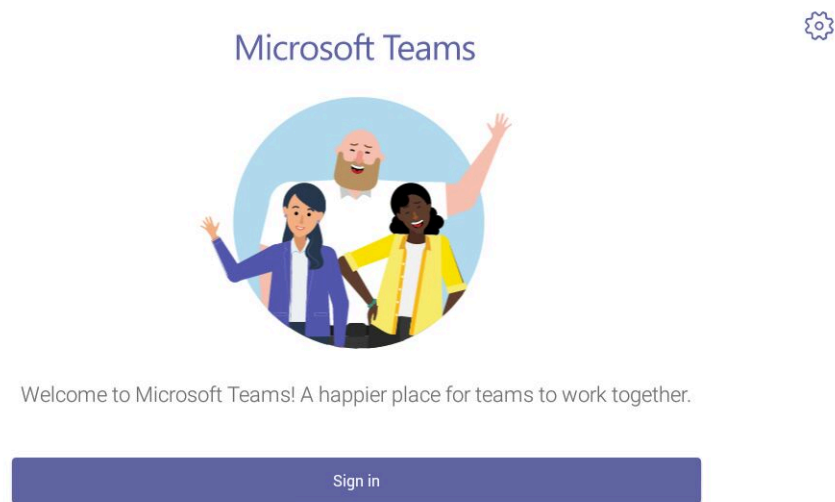 Microsoft Teams
Welcome to Microsoft Teams! A happier place for teams to work together.
Sign in